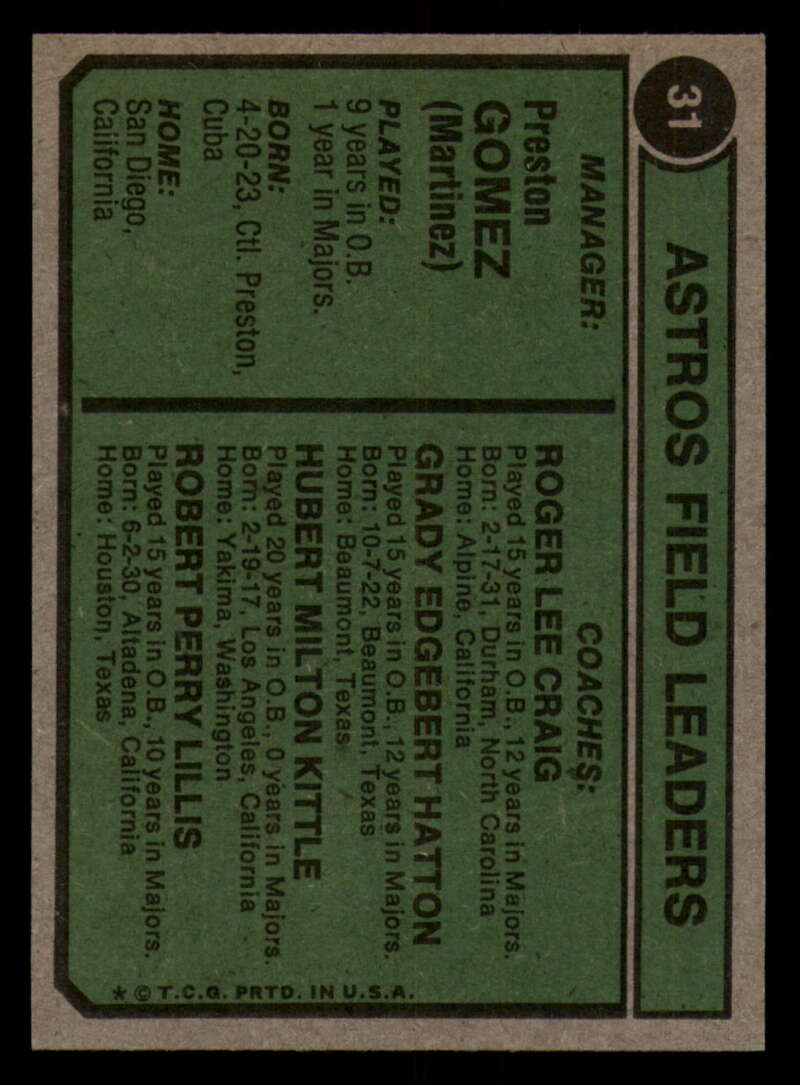 31
ASTROS FIELD LEADERS
MANAGER:
Preston
GOMEZ
(Martinez)
PLAYED:
9 years in O.B.
1 year in Majors.
BORN:
4-20-23, Ctl. Preston,
Cuba
HOME:
San Diego,
California
COACHES:
ROGER LEE CRAIG
Played 15 years in O.B., 12 years in Majors.
Born: 2-17-31, Durham, North Carolina
Home: Alpine, California
GRADY EDGEBERT HATTON
Played 15 years in O.B., 12 years in Majors.
Born: 10-7-22, Beaumont, Texas
Home: Beaumont, Texas
HUBERT MILTON KITTLE
Played 20 years in O.B., 0 years in Majors.
Born: 2-19-17, Los Angeles, California
Home: Yakima, Washington
ROBERT PERRY LILLIS
Played 15 years in O.B., 10 years in Majors.
Born: 6-2-30, Altadena, California
Home: Houston, Texas
* © T.C.G. PRTD. IN U.S.A.